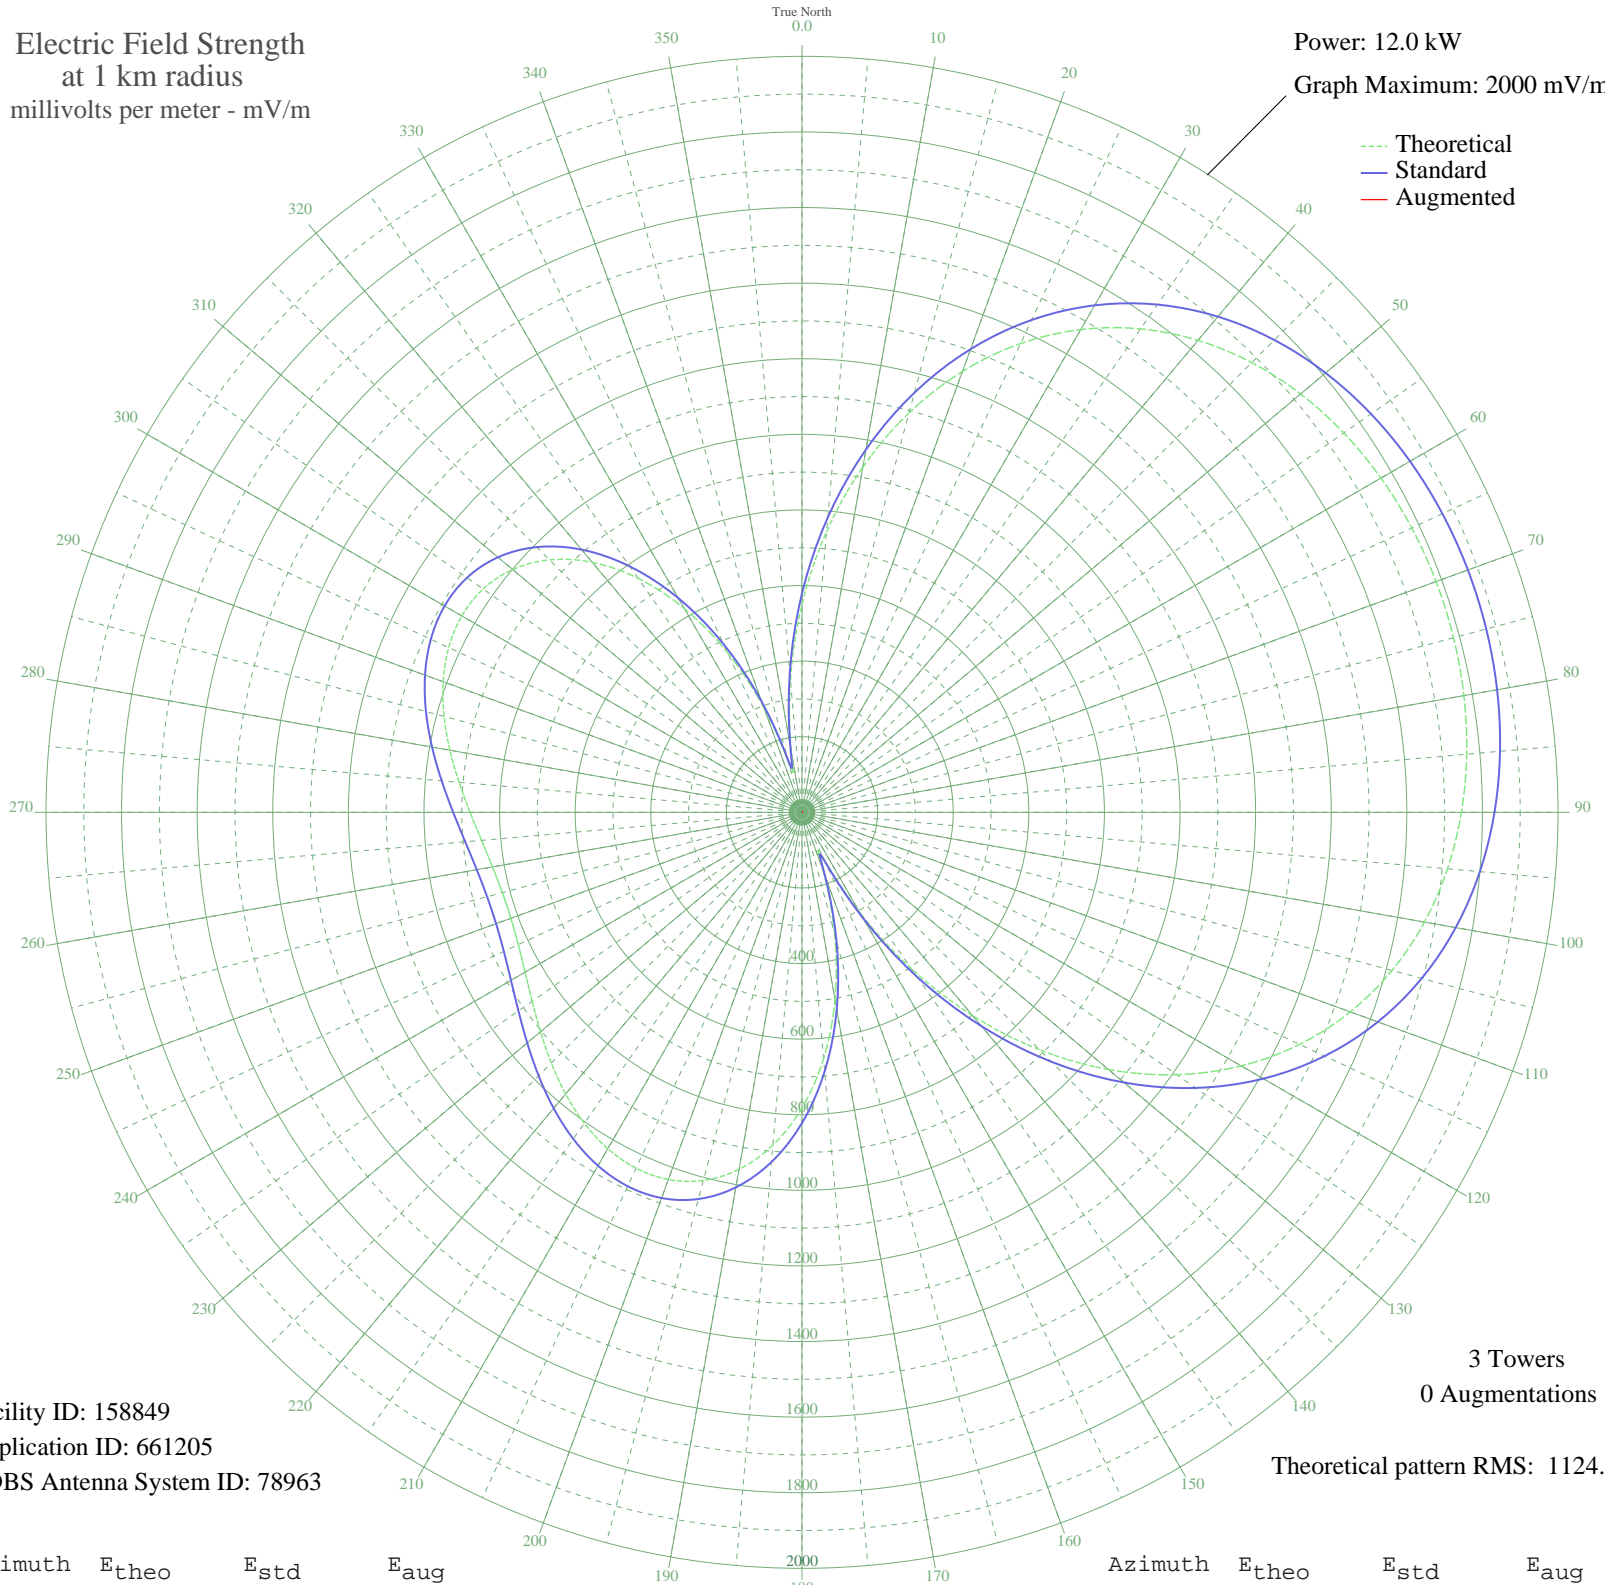 True North
0.0
Electric Field Strength
at 1 km radius
millivolts per meter - mV/m
Power: 12.0 kW
Graph Maximum: 2000 mV/m
Theoretical
Standard
Augmented
10
20
30
40
50
60
70
80
90
100
110
120
130
140
150
160
170
190
200
210
220
230
240
250
260
270
280
290
300
310
320
330
340
350
400
600
800
1000
1200
1400
1600
1800
2000
3 Towers
0 Augmentations
Theoretical pattern RMS: 1124.
cility ID: 158849
plication ID: 661205
DBS Antenna System ID: 78963
imuth Etheo Estd Eaug
Azimuth Etheo Estd Eaug